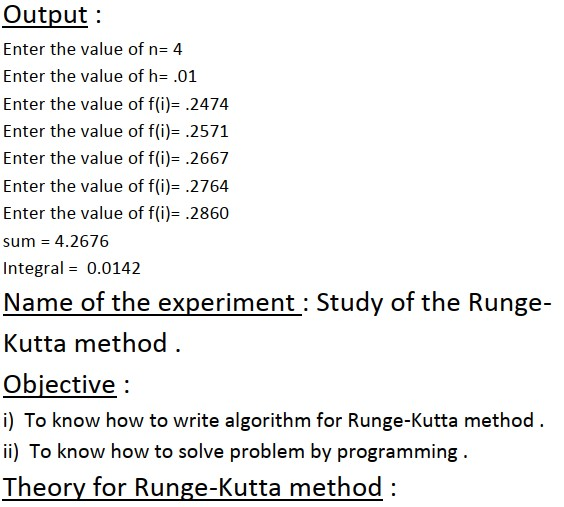 Output :
Enter the value of n= 4
Enter the value of h= .01
Enter the value of f(i)= .2474
Enter the value of f(i)= .2571
Enter the value of f(i)= .2667
Enter the value of f(i)= .2764
Enter the value of f(i)= .2860
sum = 4.2676
Integral =  0.0142
Name of the experiment : Study of the Runge-
Kutta method .
Objective :
i)  To know how to write algorithm for Runge-Kutta method .
ii)  To know how to solve problem by programming .
Theory for Runge-Kutta method :